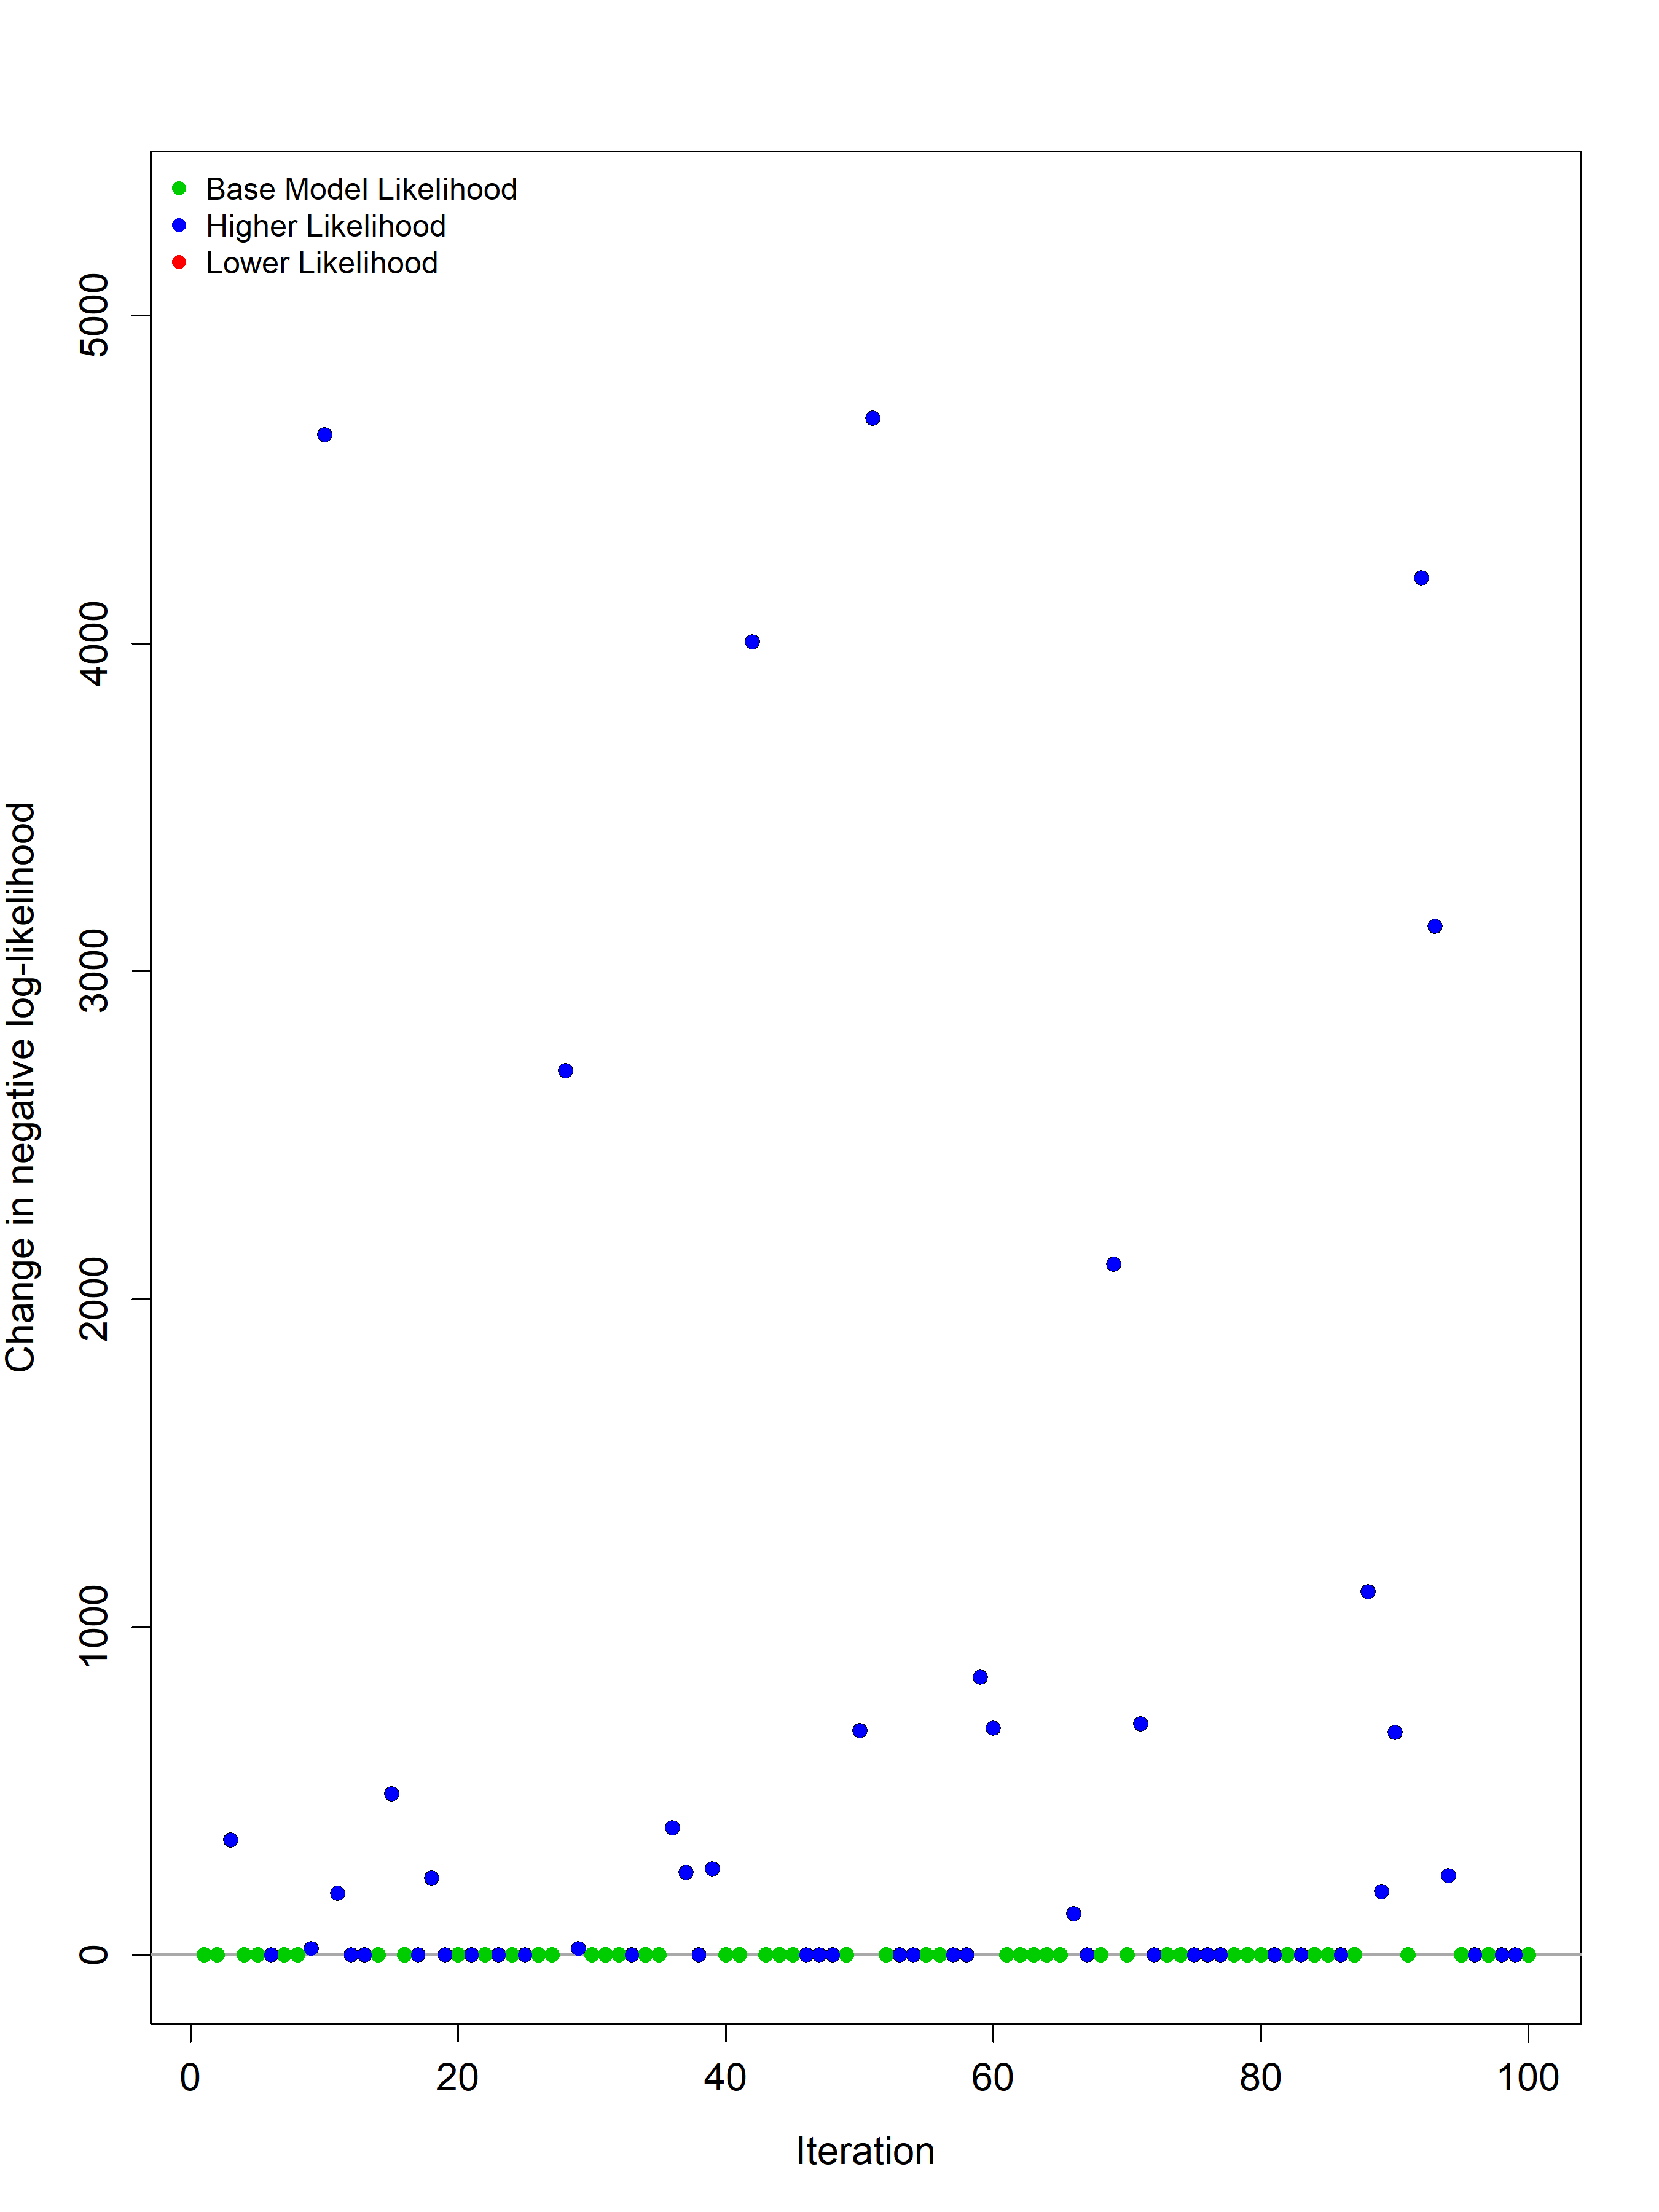 Base Model Likelihood
Higher Likelihood
Lower Likelihood
5000
4000
3000
2000
1000
0
Change in negative log-likelihood
0 20 40 60 80 100
Iteration